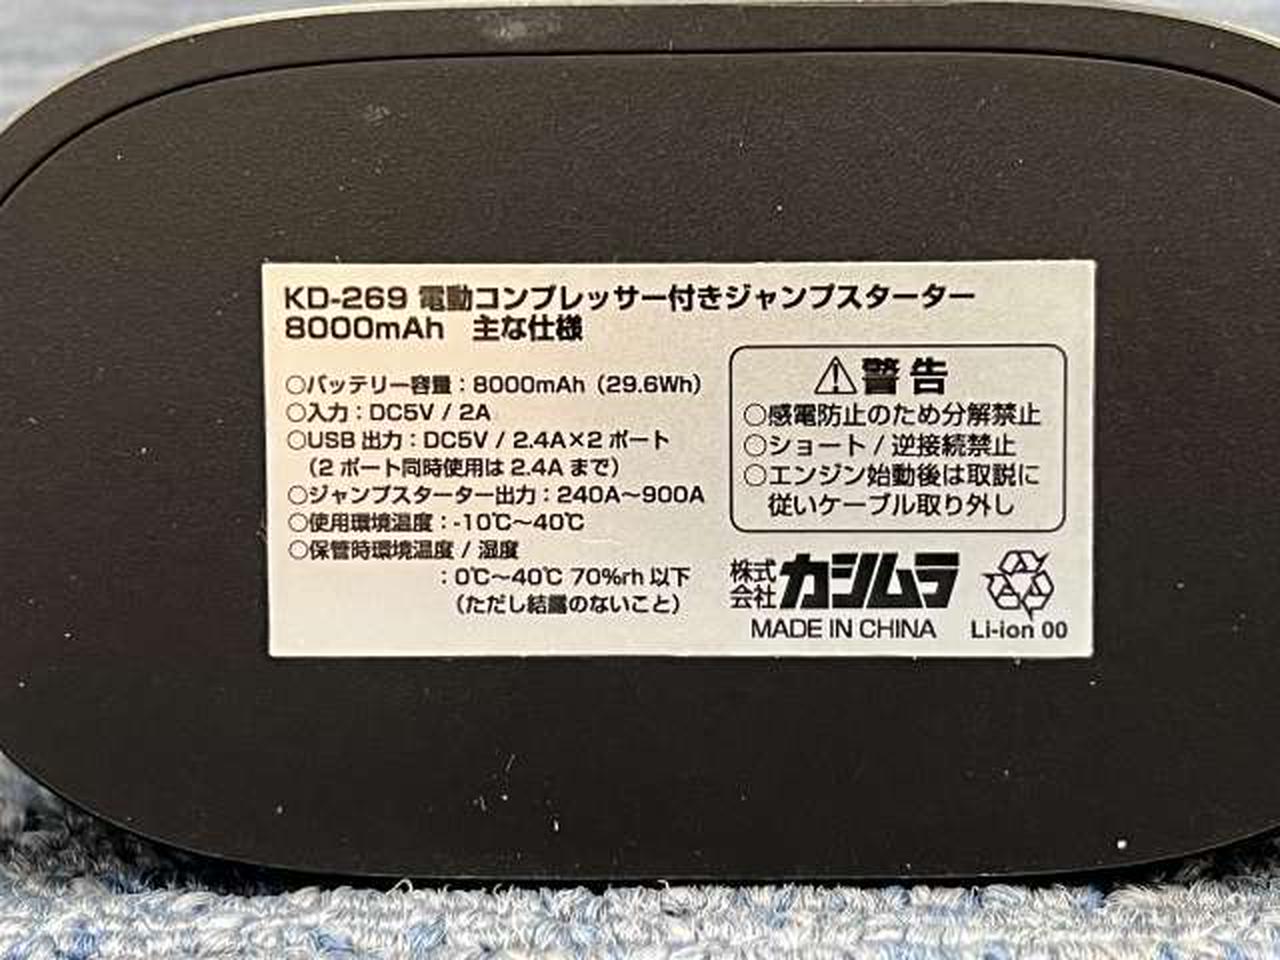 KD-269 電動コンプレッサー付きジャンプスターター
8000mAh 主な仕様
○バッテリー容量：8000mAh（29.6Wh）
○入力：DC5V / 2A
○USB 出力：DC5V / 2.4A×2 ポート
（2 ポート同時使用は 2.4A まで）
○ジャンプスターター出力：240A～900A
○使用環境温度：-10℃～40℃
○保管時環境温度 / 湿度
：0℃～40℃ 70%rh 以下
（ただし結露のないこと）
⚠警告
○感電防止のため分解禁止
○ショート / 逆接続禁止
○エンジン始動後は取説に
従いケーブル取り外し
株式会社 カシムラ
MADE IN CHINA
Li-ion 00